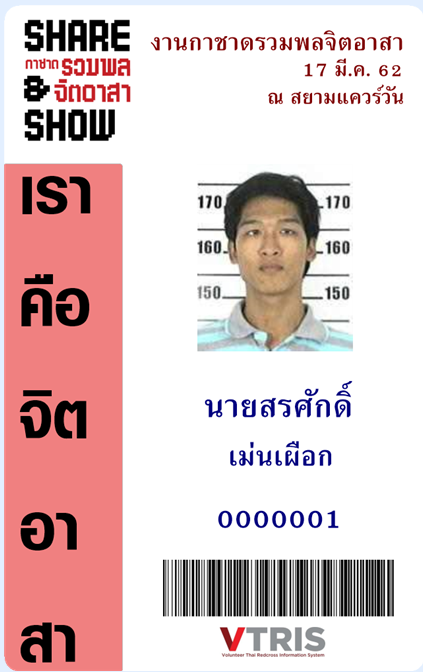 SHARE
กาชาด รวมพล
& จิตอาสา
SHOW
งานกาชาดรวมพลจิตอาสา
17 มี.ค. 62
ณ สยามแควร์วัน
เรา
คือ
จิต
อา
สา
170 170
160 160
150 150
นายสรศักดิ์
เม่นเผือก
0000001
VTRIS
Volunteer Thai Redcross Information System